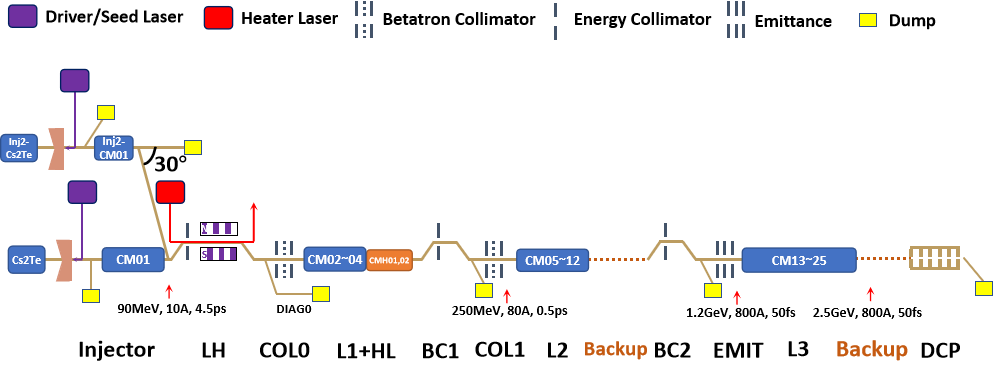 Driver/Seed Laser
Heater Laser
Betatron Collimator
Energy Collimator
Emittance
Dump
Inj2-
Cs2Te
Inj2-
CM01
30°
N
S
Cs2Te
CM01
CM02~04
CMH01,02
CM05~12
CM13~25
90MeV, 10A, 4.5ps
DIAG0
250MeV, 80A, 0.5ps
1.2GeV, 800A, 50fs
2.5GeV, 800A, 50fs
Injector LH COL0 L1+HL BC1 COL1 L2 Backup BC2 EMIT L3 Backup DCP